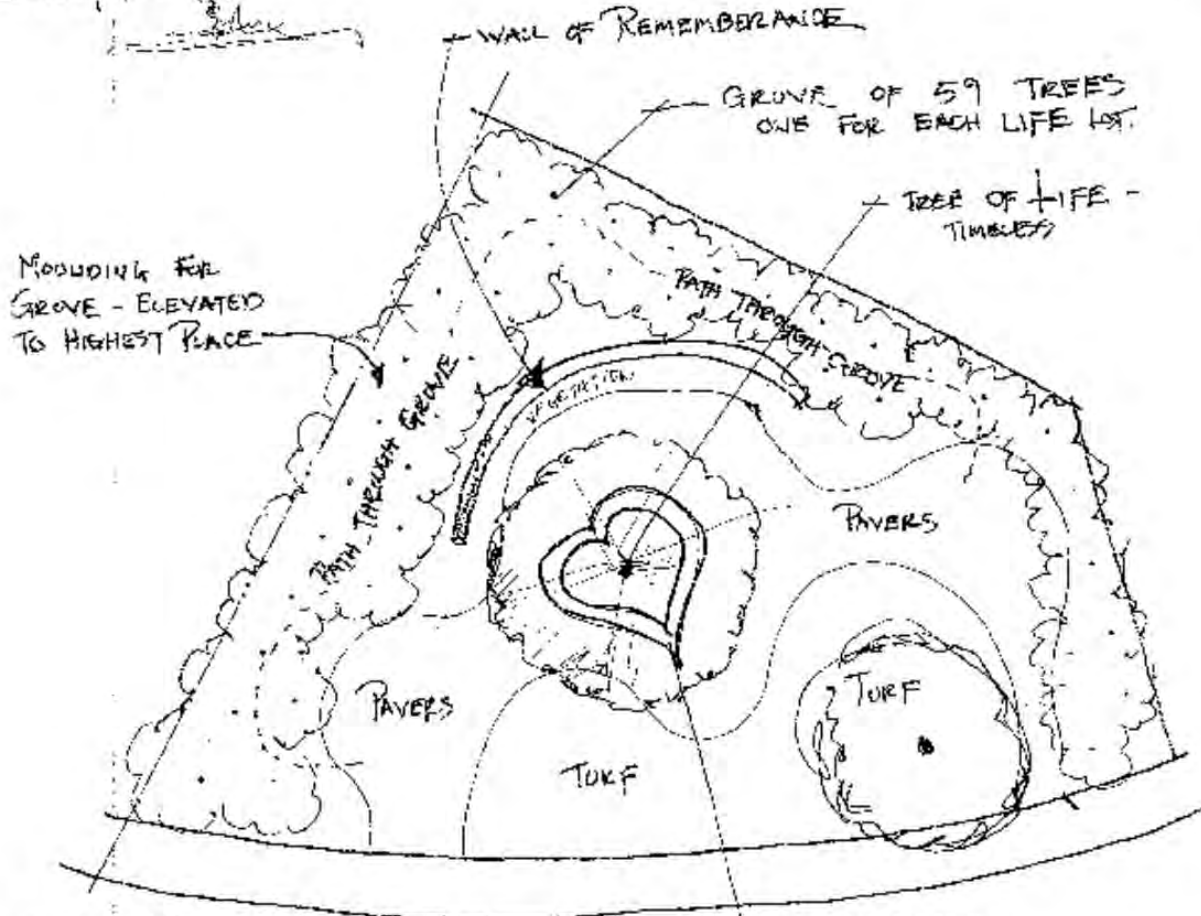 WALL OF REMEMBERANCE
GROVE OF 59 TREES
ONE FOR EACH LIFE LOST.
TREE OF LIFE -
TIMELESS
MOUNDING FOR
GROVE - ELEVATED
TO HIGHEST PLACE
PATH THROUGH GROVE
PATH THROUGH GROVE
VEGETATION
PAVERS
PAVERS
TURF
TURF